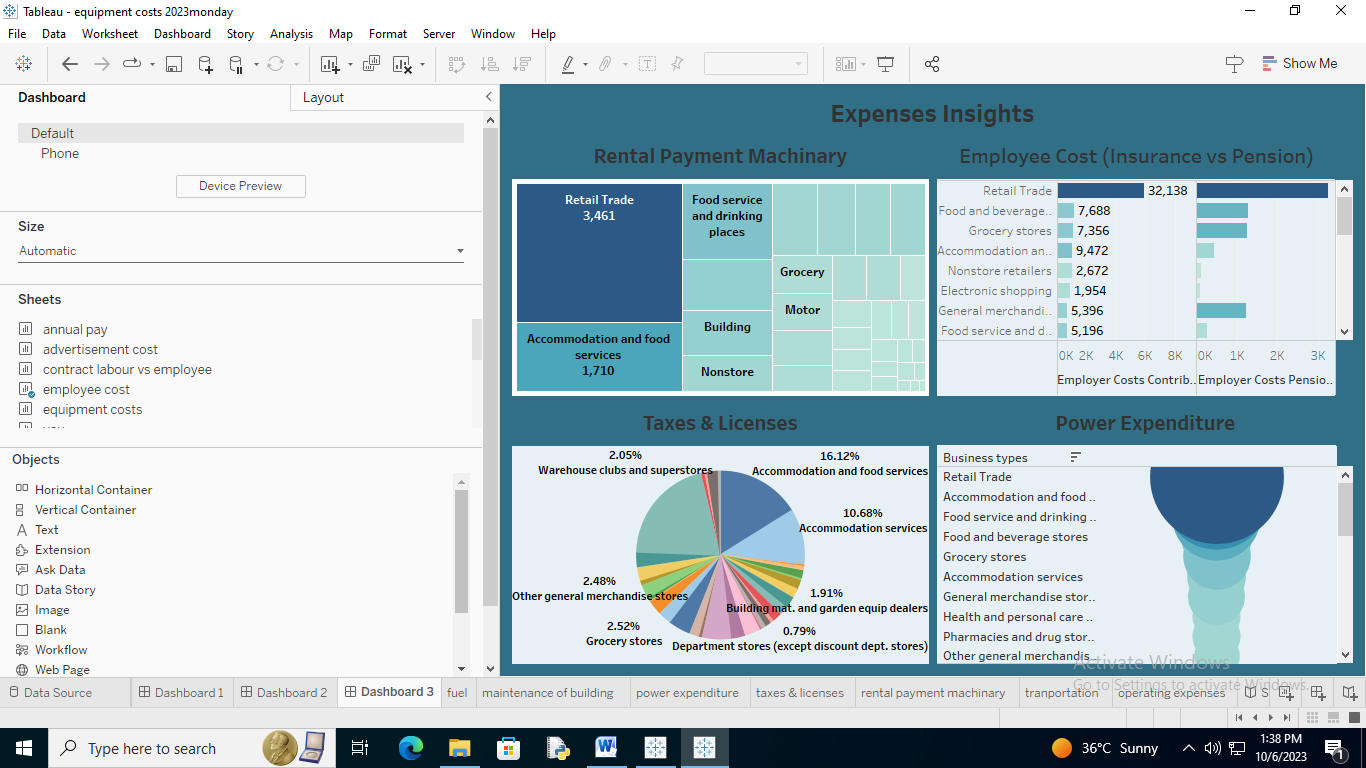 Tableau - equipment costs 2023monday
File Data Worksheet Dashboard Story Analysis Map Format Server Window Help
Show Me
Dashboard
Layout
Default
Phone
Device Preview
Size
Automatic
Sheets
annual pay
advertisement cost
contract labour vs employee
employee cost
equipment costs
Objects
Horizontal Container
Vertical Container
Text
Extension
Ask Data
Data Story
Image
Blank
Workflow
Web Page
Expenses Insights
Rental Payment Machinary
Retail Trade
3,461
Accommodation and food
services
1,710
Food service
and drinking
places
Building
Nonstore
Grocery
Motor
Employee Cost (Insurance vs Pension)
Retail Trade 32,138
Food and beverage.. 7,688
Grocery stores 7,356
Accommodation an.. 9,472
Nonstore retailers 2,672
Electronic shopping 1,954
General merchandi.. 5,396
Food service and d.. 5,196
0K 2K 4K 6K 8K 0K 1K 2K 3K
Employer Costs Contrib.. Employer Costs Pensio..
Taxes & Licenses
2.05%
Warehouse clubs and superstores
16.12%
Accommodation and food services
10.68%
Accommodation services
2.48%
Other general merchandise stores
1.91%
Building mat. and garden equip dealers
2.52%
Grocery stores
0.79%
Department stores (except discount dept. stores)
Power Expenditure
Business types
Retail Trade
Accommodation and food ..
Food service and drinking ..
Food and beverage stores
Grocery stores
Accommodation services
General merchandise stor..
Health and personal care ..
Pharmacies and drug stor..
Other general merchandis..
Activate Windows
Go to Settings to activate Windows.
Data Source Dashboard 1 Dashboard 2 Dashboard 3 fuel maintenance of building power expenditure taxes & licenses rental payment machinary tranportation operating expenses S
Type here to search
36°C Sunny
1:38 PM
10/6/2023
1